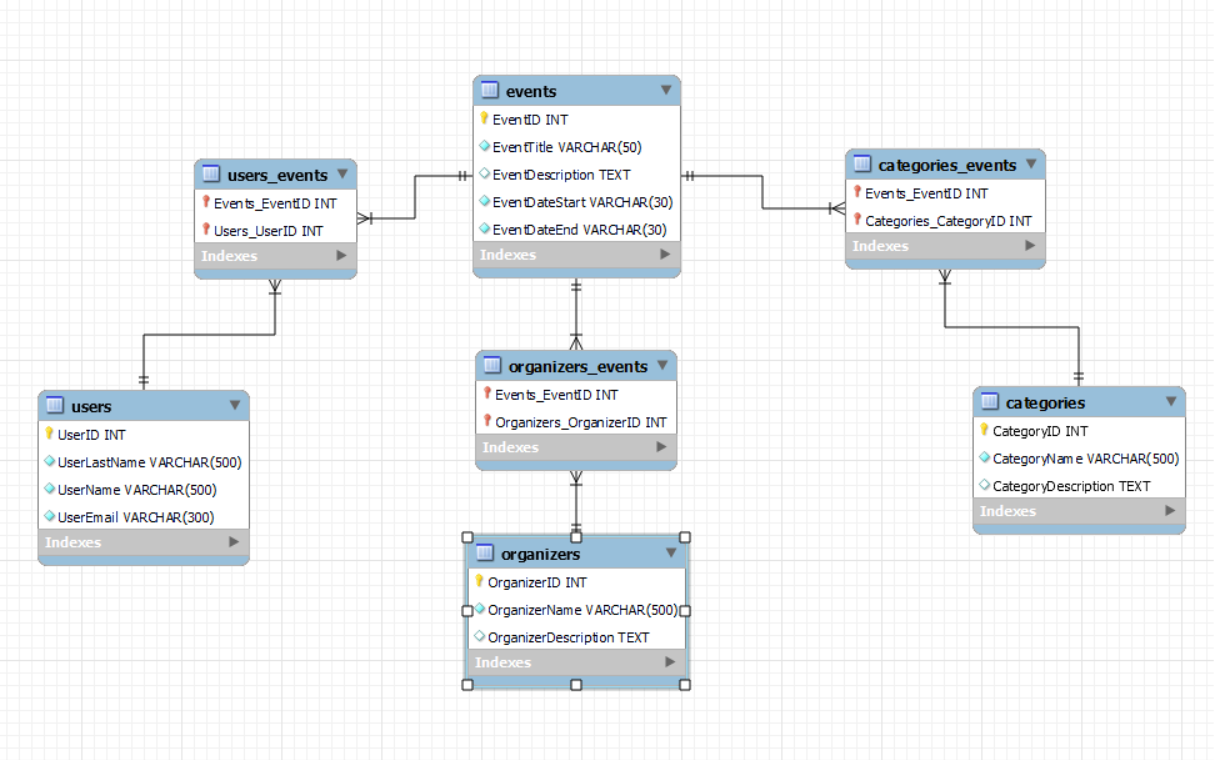 events
EventID INT
EventTitle VARCHAR(50)
EventDescription TEXT
EventDateStart VARCHAR(30)
EventDateEnd VARCHAR(30)
Indexes
users_events
Events_EventID INT
Users_UserID INT
Indexes
categories_events
Events_EventID INT
Categories_CategoryID INT
Indexes
organizers_events
Events_EventID INT
Organizers_OrganizerID INT
Indexes
users
UserID INT
UserLastName VARCHAR(500)
UserName VARCHAR(500)
UserEmail VARCHAR(300)
Indexes
categories
CategoryID INT
CategoryName VARCHAR(500)
CategoryDescription TEXT
Indexes
organizers
OrganizerID INT
OrganizerName VARCHAR(500)
OrganizerDescription TEXT
Indexes